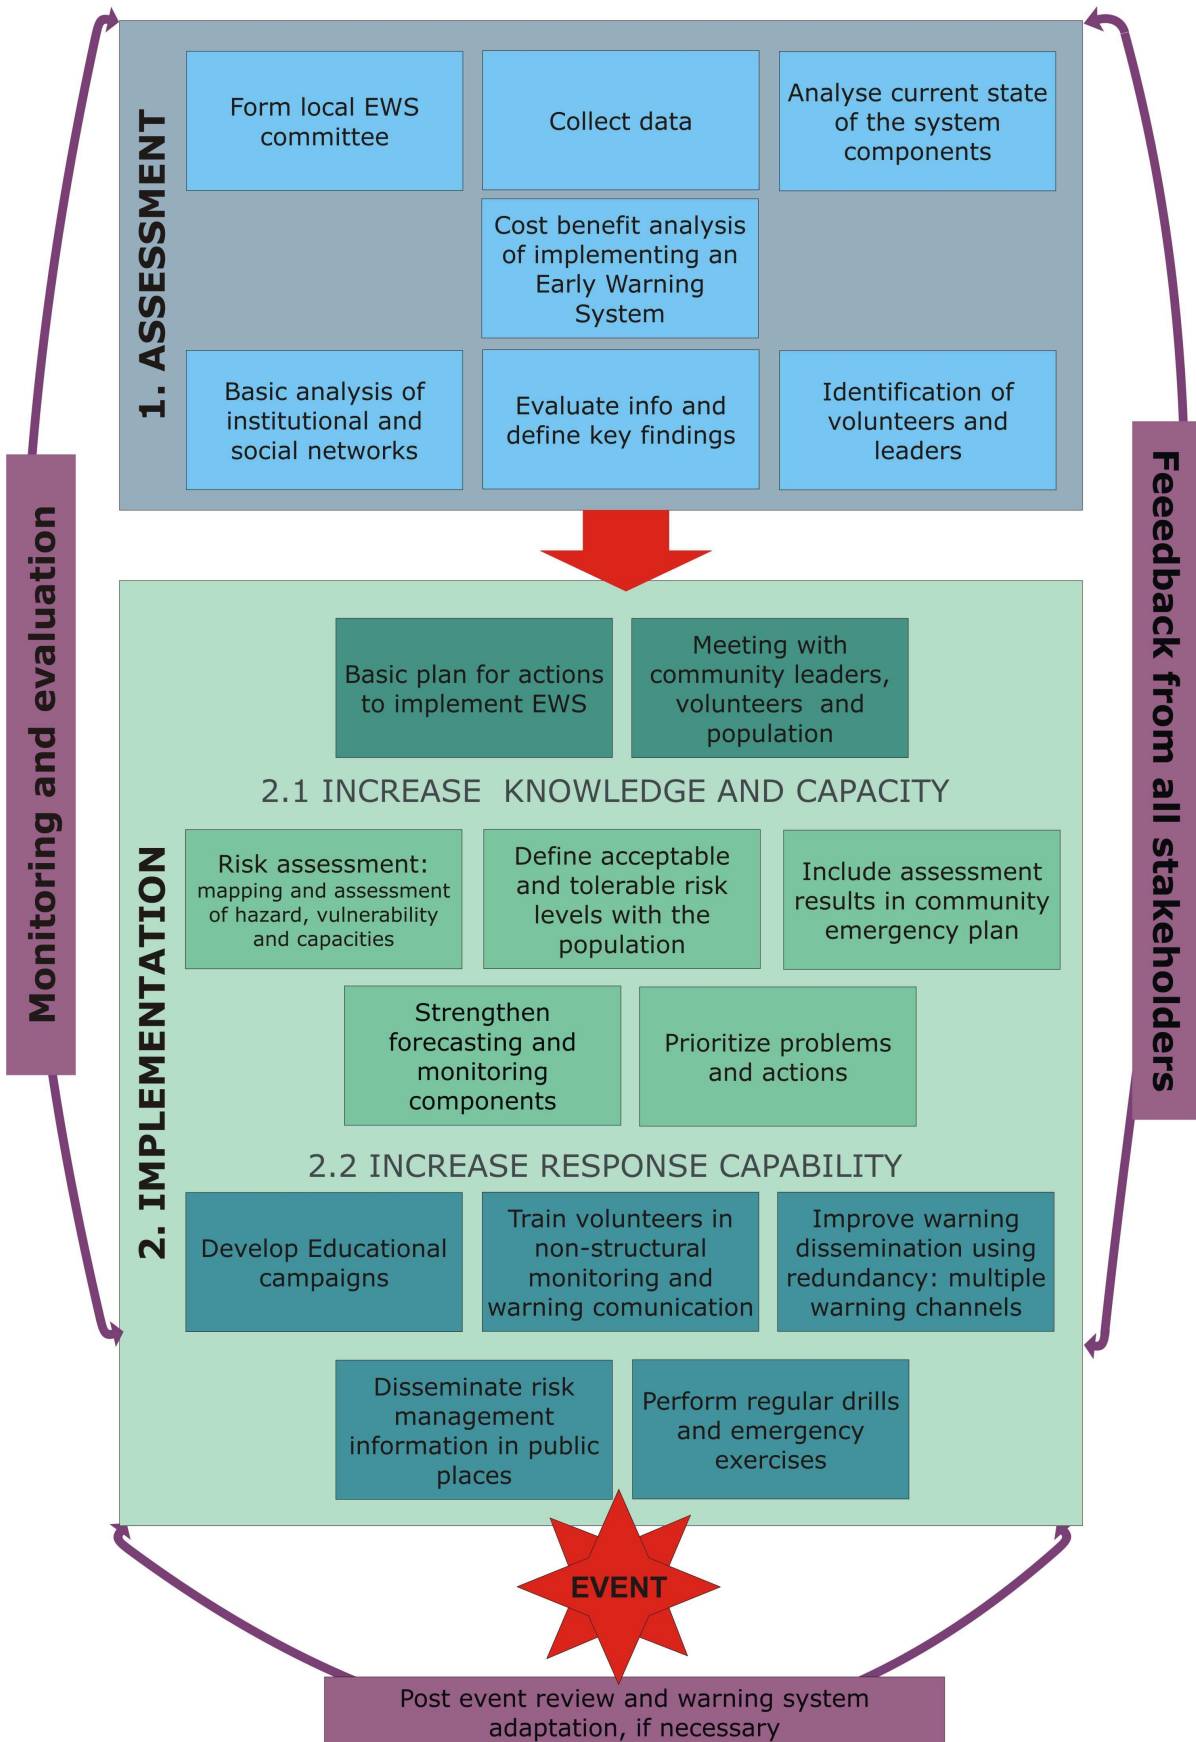 1. ASSESSMENT
Form local EWS
committee
Collect data
Analyse current state
of the system
components
Cost benefit analysis
of implementing an
Early Warning
System
Basic analysis of
institutional and
social networks
Evaluate info and
define key findings
Identification of
volunteers and
leaders
Monitoring and evaluation
Feeedback from all stakeholders
2. IMPLEMENTATION
Basic plan for actions
to implement EWS
Meeting with
community leaders,
volunteers  and
population
2.1 INCREASE  KNOWLEDGE AND CAPACITY
Risk assessment:
mapping and assessment
of hazard, vulnerability
and capacities
Define acceptable
and tolerable risk
levels with the
population
Include assessment
results in community
emergency plan
Strengthen
forecasting and
monitoring
components
Prioritize problems
and actions
2.2 INCREASE RESPONSE CAPABILITY
Develop Educational
campaigns
Train volunteers in
non-structural
monitoring and
warning comunication
Improve warning
dissemination using
redundancy: multiple
warning channels
Disseminate risk
management
information in public
places
Perform regular drills
and emergency
exercises
EVENT
Post event review and warning system
adaptation, if necessary